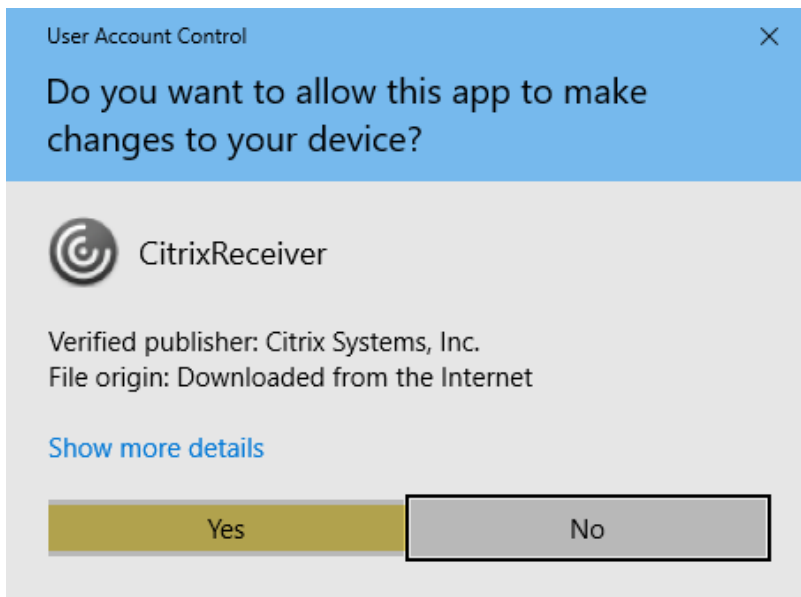 User Account Control
Do you want to allow this app to make
changes to your device?
CitrixReceiver
Verified publisher: Citrix Systems, Inc.
File origin: Downloaded from the Internet
Show more details
Yes
No